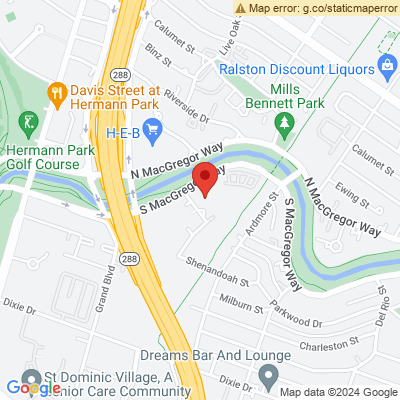 Map error: g.co/staticmaperror
Calumet St
Live Oak
Binz St
Ralston Discount Liquors
288
Davis Street at
Hermann Park
Mills
Bennett Park
Riverside Dr
H-E-B
Hermann Park
Golf Course
Calumet St
N MacGregor Way
S MacGregor Way
Ewing St
N MacGregor Way
S MacGregor Way
Ardmore St
288
Shenandoah St
Grand Blvd
Dixie Dr
Milburn St
Parkwood Dr
Del Rio St
Charleston St
Dreams Bar And Lounge
St Dominic Village, A
Senior Care Community
Dixie Dr
Google
Map data ©2024 Google